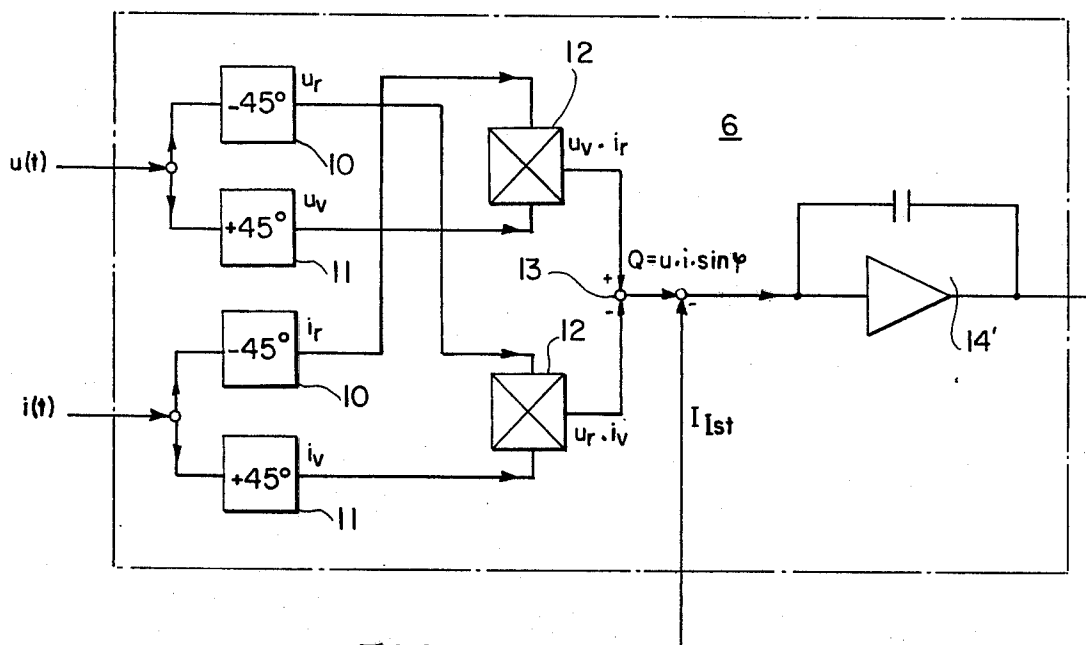 12
u_r
-45°
6
u_v · i_r
10
u(t)
u_v
+45°
11
Q=u·i·sinφ
13
+
-
-
i_r
-45°
12
14'
10
i(t)
I_Ist
u_r · i_v
i_v
+45°
11